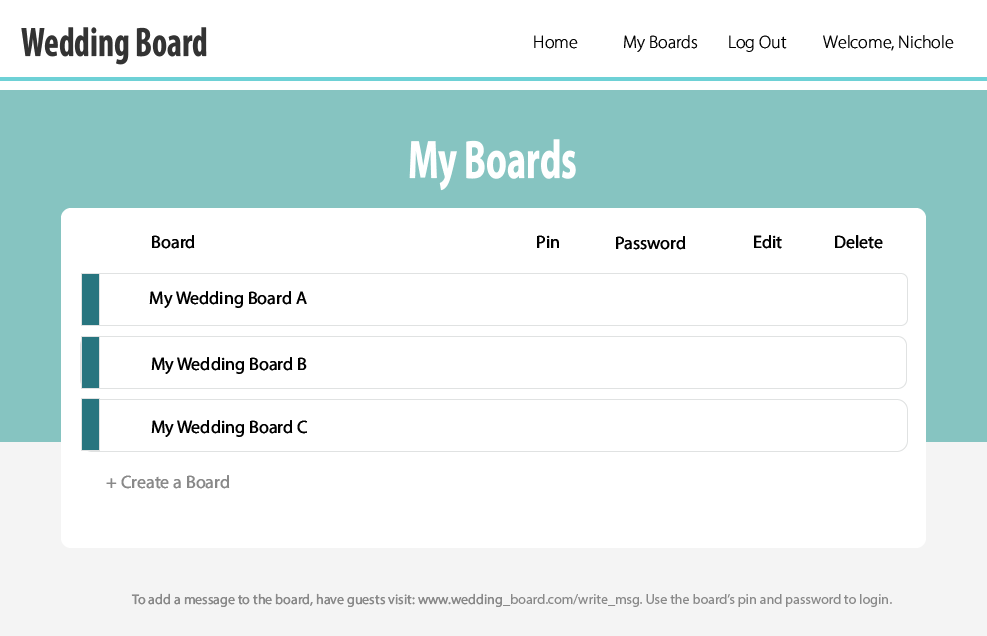 Wedding Board
Home My Boards Log Out Welcome, Nichole
My Boards
Board Pin Password Edit Delete
My Wedding Board A
My Wedding Board B
My Wedding Board C
+ Create a Board
To add a message to the board, have guests visit: www.wedding_board.com/write_msg. Use the board's pin and password to login.